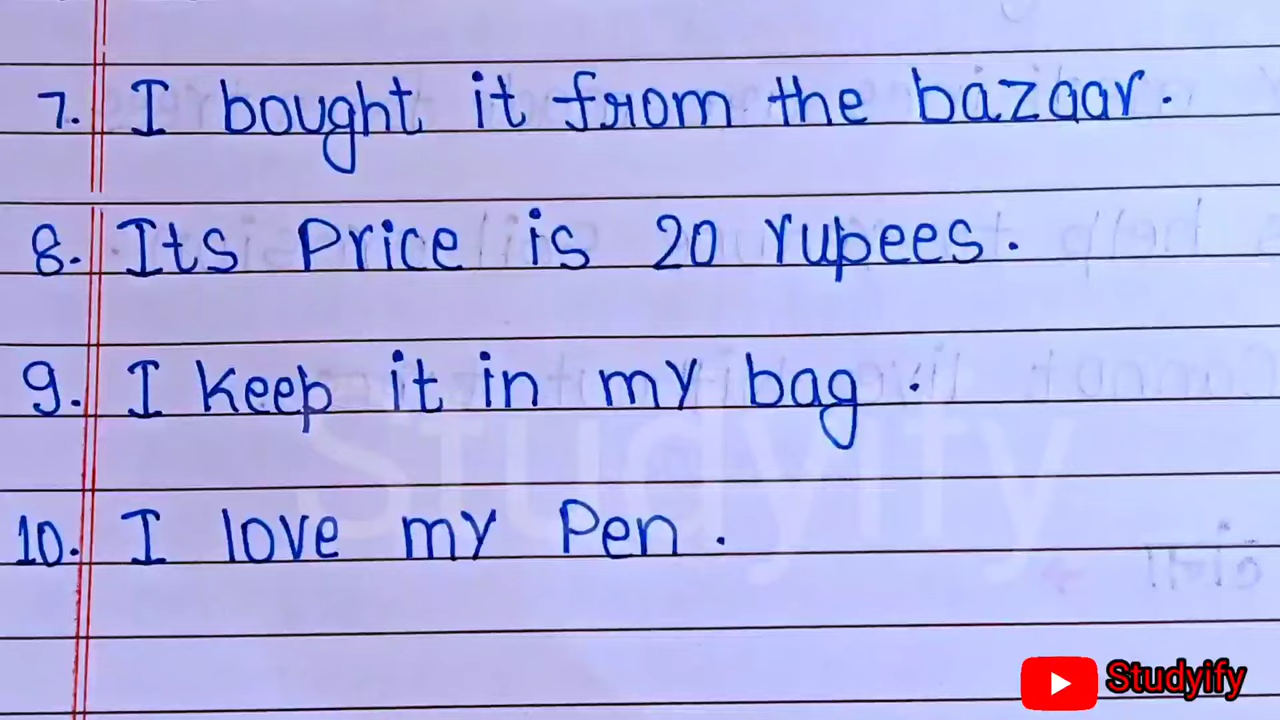 7. I bought it from the bazaar.
8. Its Price is 20 rupees.
9. I keep it in my bag.
10. I love my Pen.
Studyify
Studyify